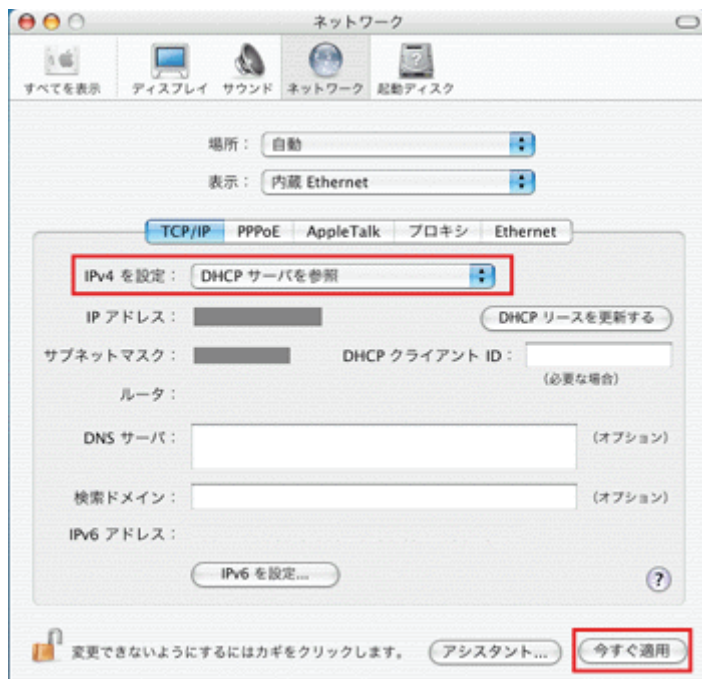 ネットワーク
すべてを表示 ディスプレイ サウンド ネットワーク 起動ディスク
場所： 自動
表示： 内蔵 Ethernet
TCP/IP PPPoE AppleTalk プロキシ Ethernet
IPv4 を設定： DHCP サーバを参照
IP アドレス： DHCP リースを更新する
サブネットマスク： DHCP クライアント ID：
（必要な場合）
ルータ：
DNS サーバ： （オプション）
検索ドメイン： （オプション）
IPv6 アドレス：
IPv6 を設定... ?
変更できないようにするにはカギをクリックします。 アシスタント... 今すぐ適用